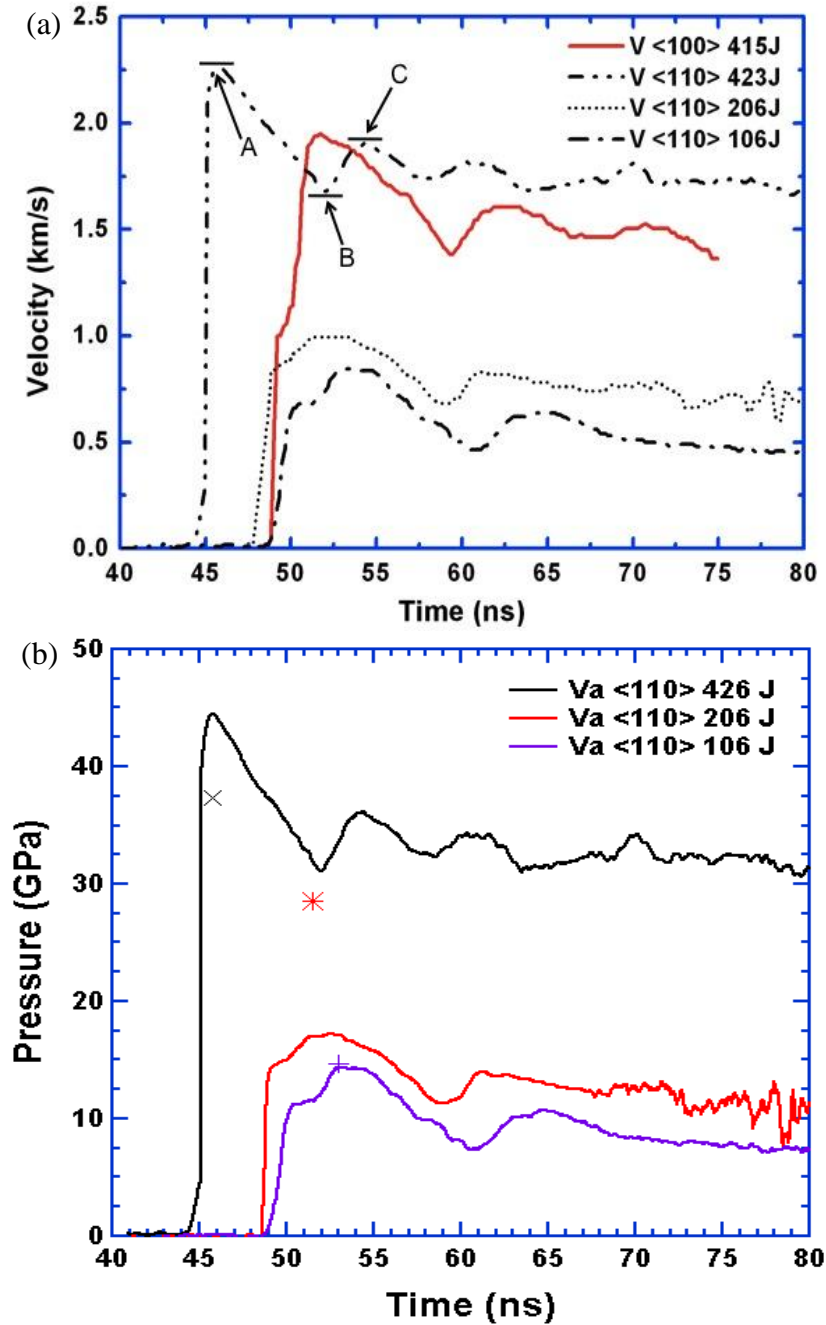 (a)
2.5
2.0
1.5
1.0
0.5
0.0
Velocity (km/s)
V <100> 415J
V <110> 423J
V <110> 206J
V <110> 106J
A
B
C
40 45 50 55 60 65 70 75 80
Time (ns)
(b)
50
40
30
20
10
0
Pressure (GPa)
Va <110> 426 J
Va <110> 206 J
Va <110> 106 J
40 45 50 55 60 65 70 75 80
Time (ns)